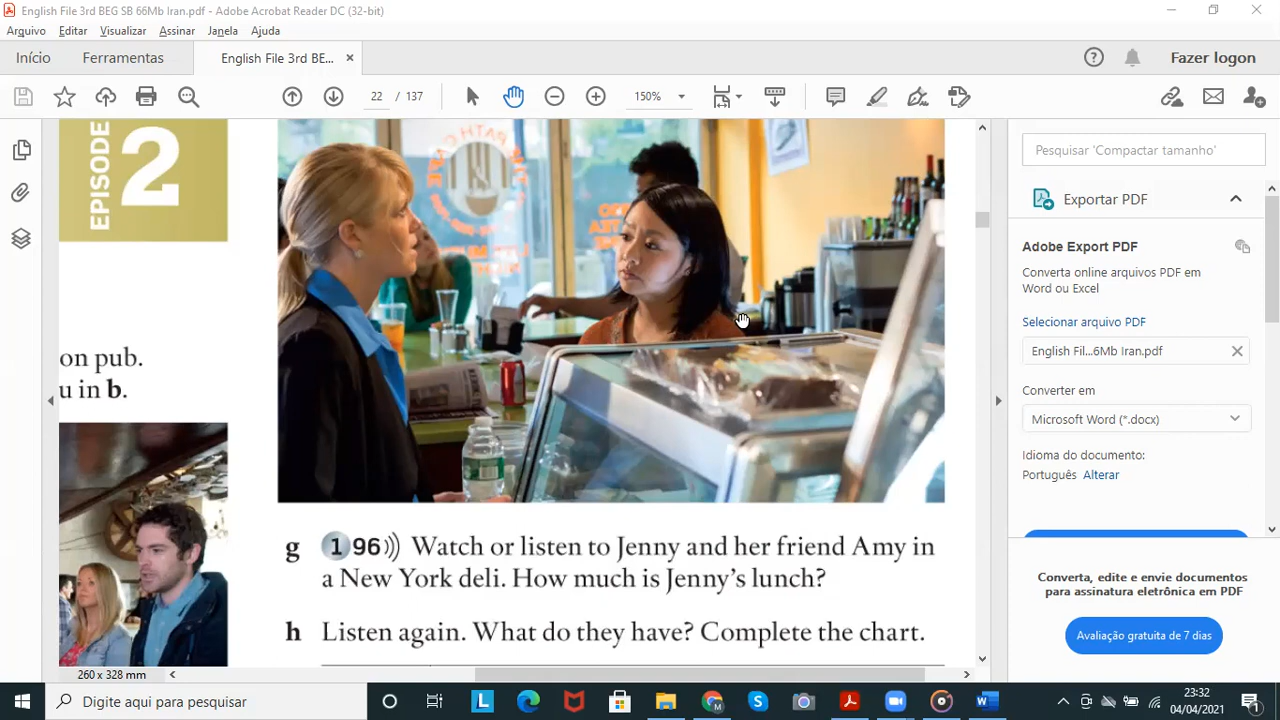 English File 3rd BEG SB 66Mb Iran.pdf - Adobe Acrobat Reader DC (32-bit)
Arquivo Editar Visualizar Assinar Janela Ajuda
Início Ferramentas English File 3rd BE... ×
Fazer logon
22 / 137
150%
EPISODE 2
on pub.
u in b.
g 1 96 Watch or listen to Jenny and her friend Amy in
a New York deli. How much is Jenny's lunch?
h Listen again. What do they have? Complete the chart.
260 x 328 mm
Pesquisar 'Compactar tamanho'
Exportar PDF
Adobe Export PDF
Converta online arquivos PDF em
Word ou Excel
Selecionar arquivo PDF
English Fil...6Mb Iran.pdf
Converter em
Microsoft Word (*.docx)
Idioma do documento:
Português Alterar
Converta, edite e envie documentos
para assinatura eletrônica em PDF
Avaliação gratuita de 7 dias
Digite aqui para pesquisar
23:32
04/04/2021